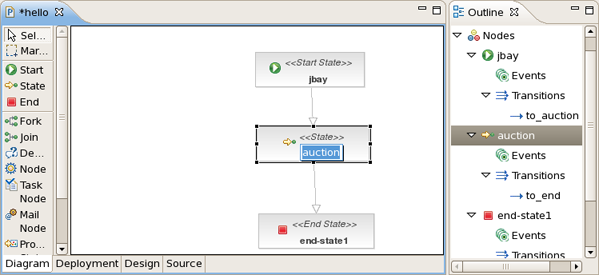 *hello
Sel...
Mar...
Start
State
End
Fork
Join
De...
Node
Task
Node
Mail
Node
Pro...
<<Start State>>
jbay
<<State>>
auction
<<End State>>
end-state1
Diagram
Deployment
Design
Source
Outline
Nodes
jbay
Events
Transitions
to_auction
auction
Events
Transitions
to_end
end-state1
Events
Transitions